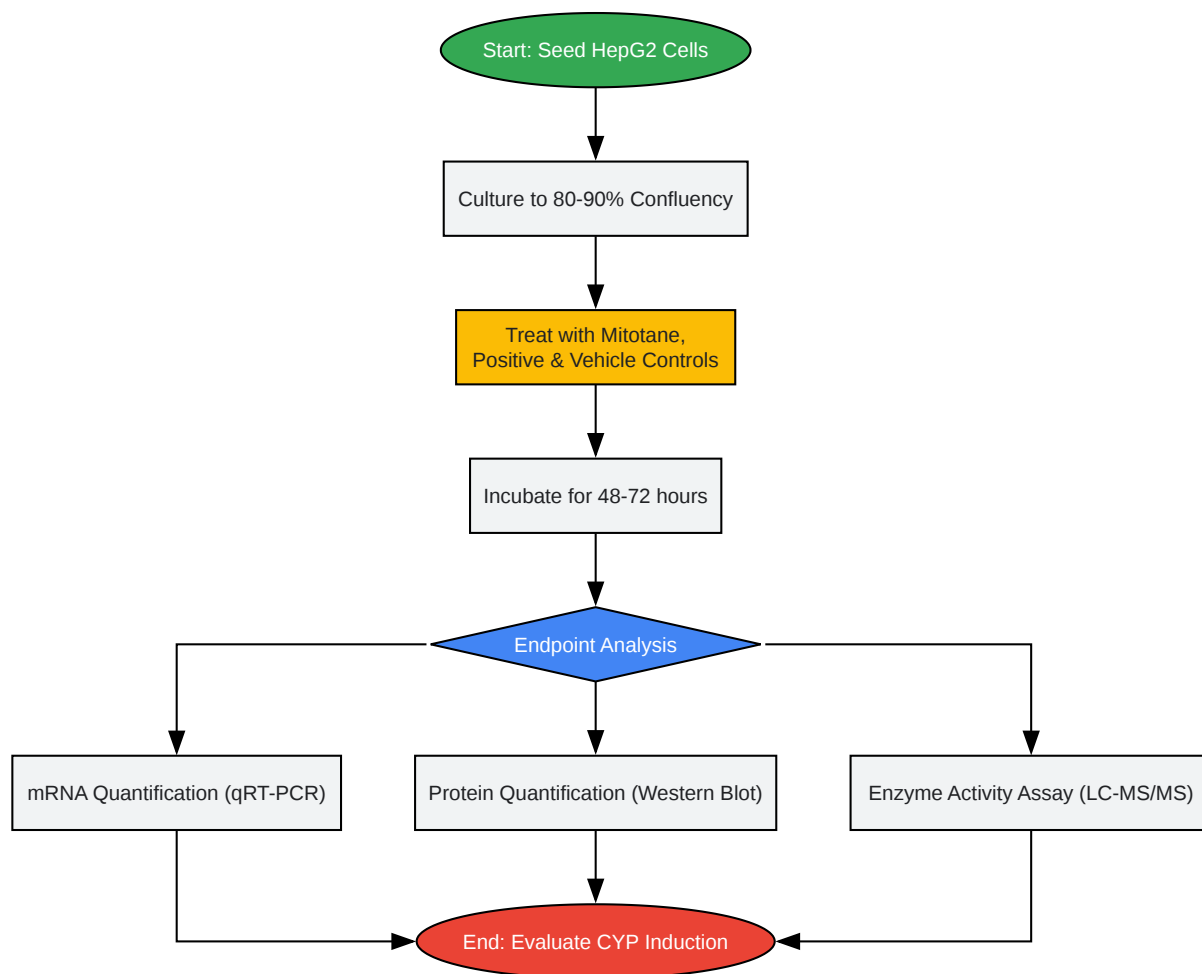 Start: Seed HepG2 Cells
Culture to 80-90% Confluency
Treat with Mitotane,
Positive & Vehicle Controls
Incubate for 48-72 hours
Endpoint Analysis
mRNA Quantification (qRT-PCR)
Protein Quantification (Western Blot)
Enzyme Activity Assay (LC-MS/MS)
End: Evaluate CYP Induction